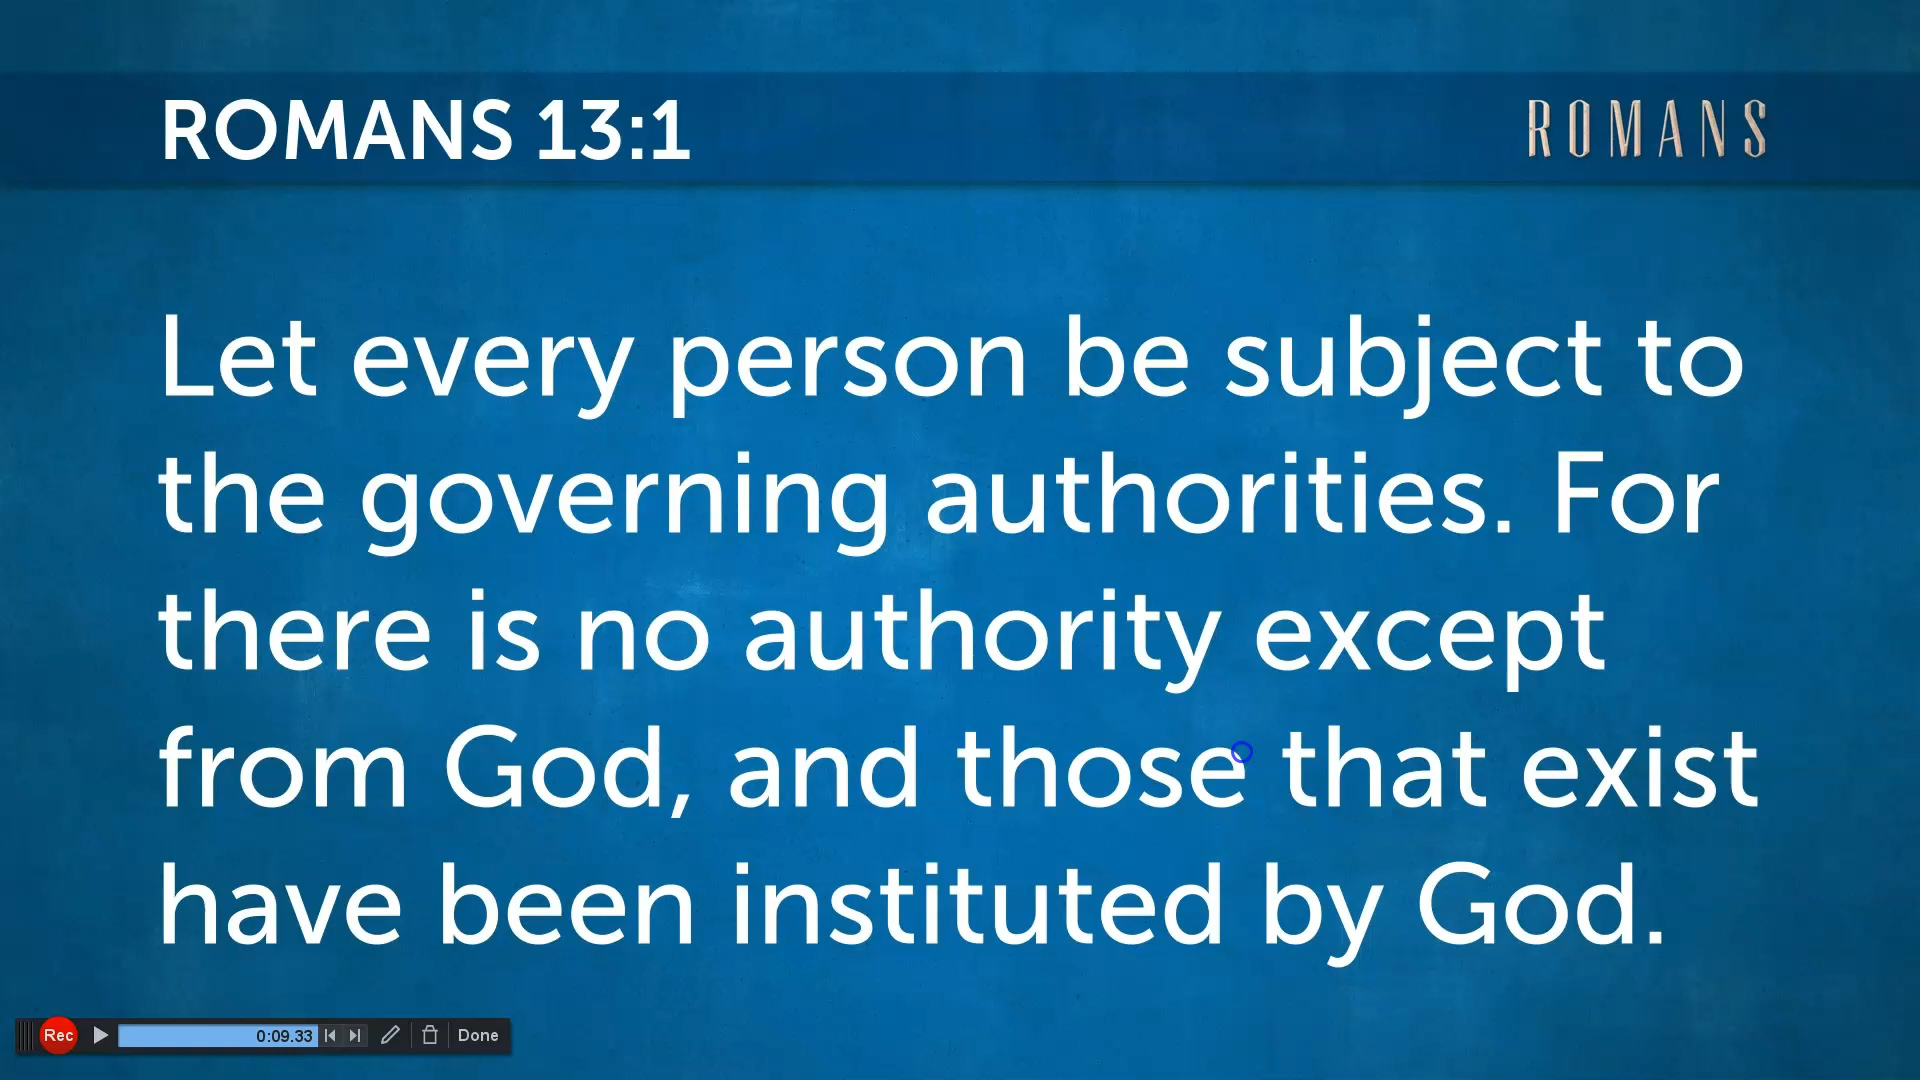 ROMANS 13:1
ROMANS
Let every person be subject to
the governing authorities. For
there is no authority except
from God, and those that exist
have been instituted by God.
Rec 0:09.33 Done